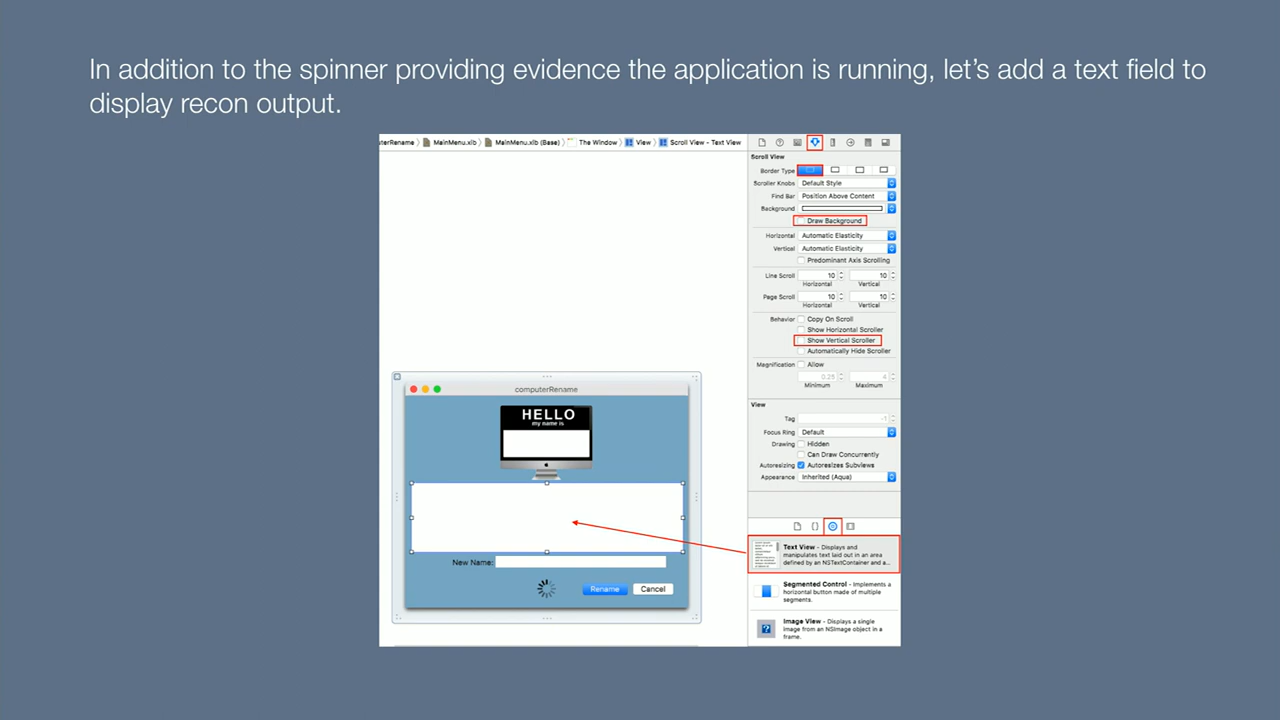 In addition to the spinner providing evidence the application is running, let's add a text field to
display recon output.
uterRename
MainMenu.xib
MainMenu.xib (Base)
The Window
View
Scroll View - Text View
Scroll View
Border Type
Scroller Knobs
Default Style
Find Bar
Position Above Content
Background
Draw Background
Horizontal
Automatic Elasticity
Vertical
Automatic Elasticity
Predominant Axis Scrolling
Line Scroll
10
10
Horizontal
Vertical
Page Scroll
10
10
Horizontal
Vertical
Behavior
Copy On Scroll
Show Horizontal Scroller
Show Vertical Scroller
Automatically Hide Scroller
Magnification
Allow
0.25
4
Minimum
Maximum
View
Tag
-1
Focus Ring
Default
Drawing
Hidden
Can Draw Concurrently
Autoresizing
Autoresizes Subviews
Appearance
Inherited (Aqua)
computerRename
HELLO
my name is
New Name:
Rename
Cancel
Text View - Displays and
manipulates text laid out in an area
defined by an NSTextContainer and a...
Segmented Control - Implements a
horizontal button made of multiple
segments.
Image View - Displays a single
image from an NSImage object in a
frame.